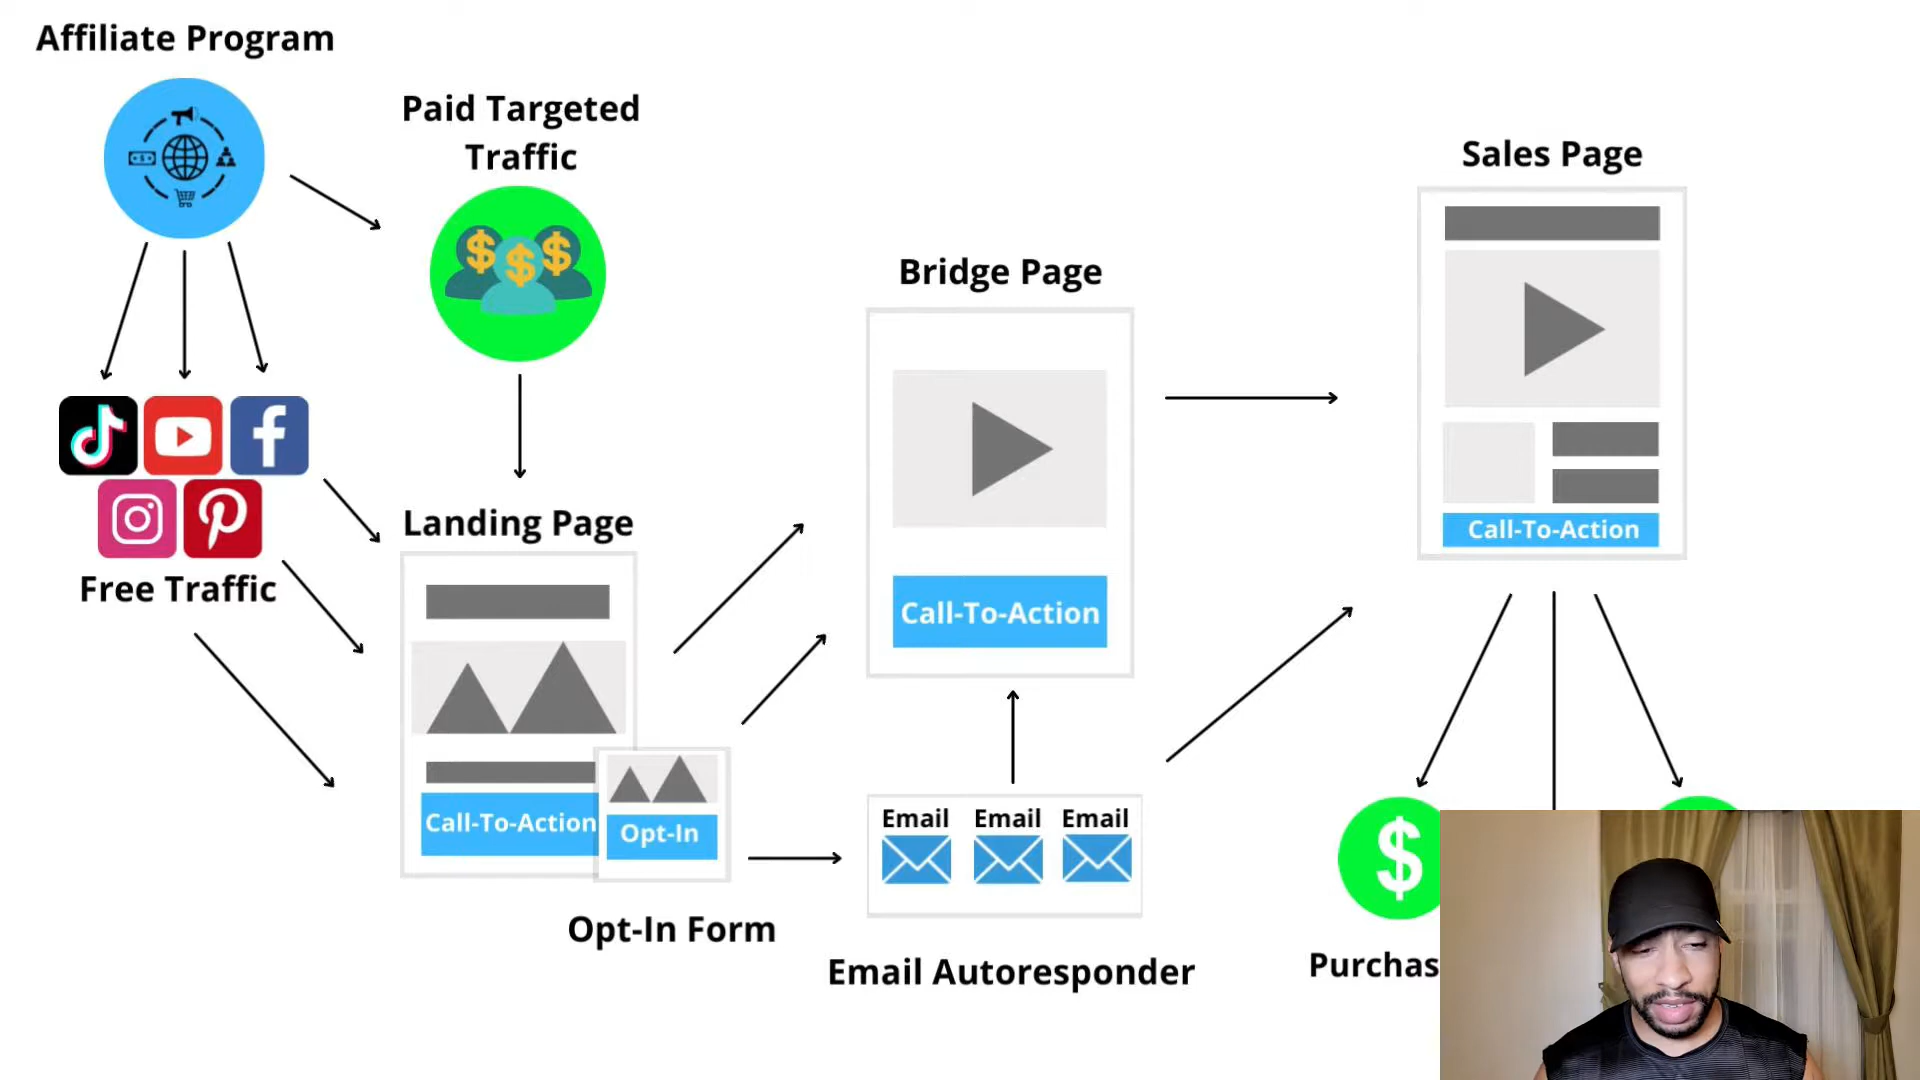 Affiliate Program
Paid Targeted
Traffic
Sales Page
Bridge Page
Landing Page
Free Traffic
Call-To-Action
Call-To-Action
Call-To-Action
Opt-In
Email Email Email
Opt-In Form
Email Autoresponder
Purchas